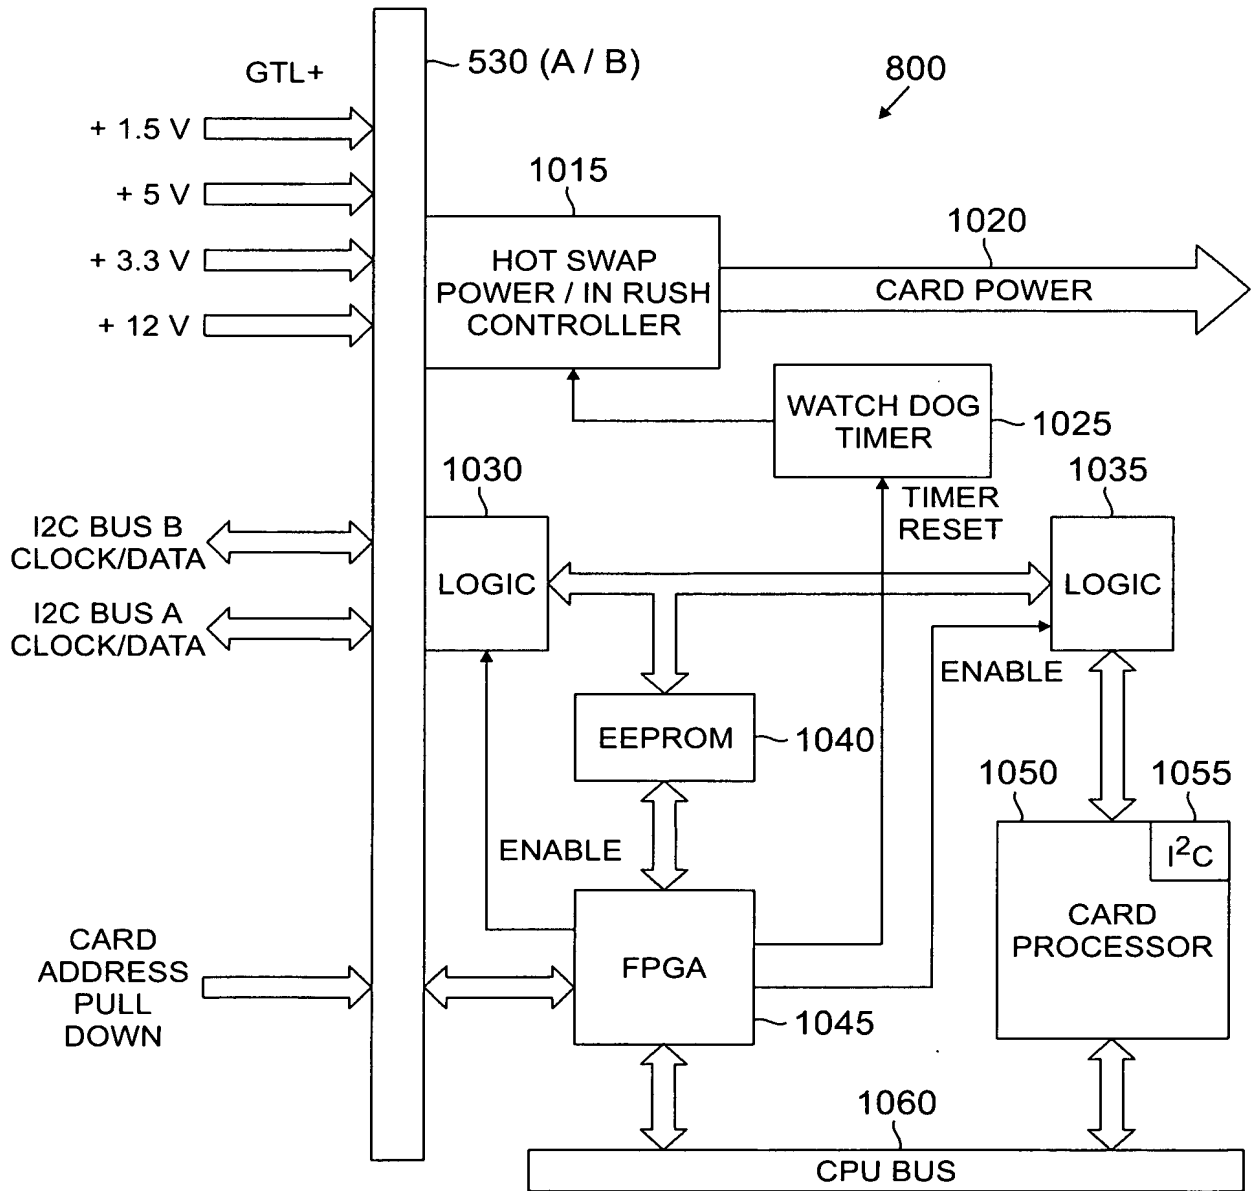 GTL+
530 (A / B)
800
+ 1.5 V
+ 5 V
+ 3.3 V
+ 12 V
1015
HOT SWAP
POWER / IN RUSH
CONTROLLER
1020
CARD POWER
WATCH DOG
TIMER
1025
TIMER
RESET
1030
LOGIC
1035
LOGIC
I2C BUS B
CLOCK/DATA
I2C BUS A
CLOCK/DATA
ENABLE
EEPROM
1040
ENABLE
1050
1055
I²C
CARD
PROCESSOR
CARD
ADDRESS
PULL
DOWN
FPGA
1045
1060
CPU BUS